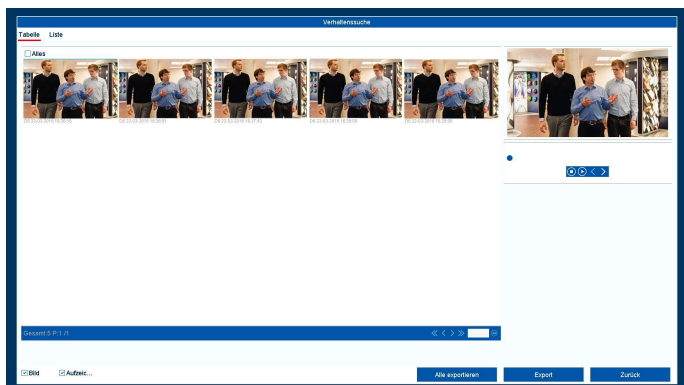 Verhaltenssuche
Tabelle Liste
Alles
Gesamt:5 P:1 /1
Bild Aufzeic...
Alle exportieren Export Zurück